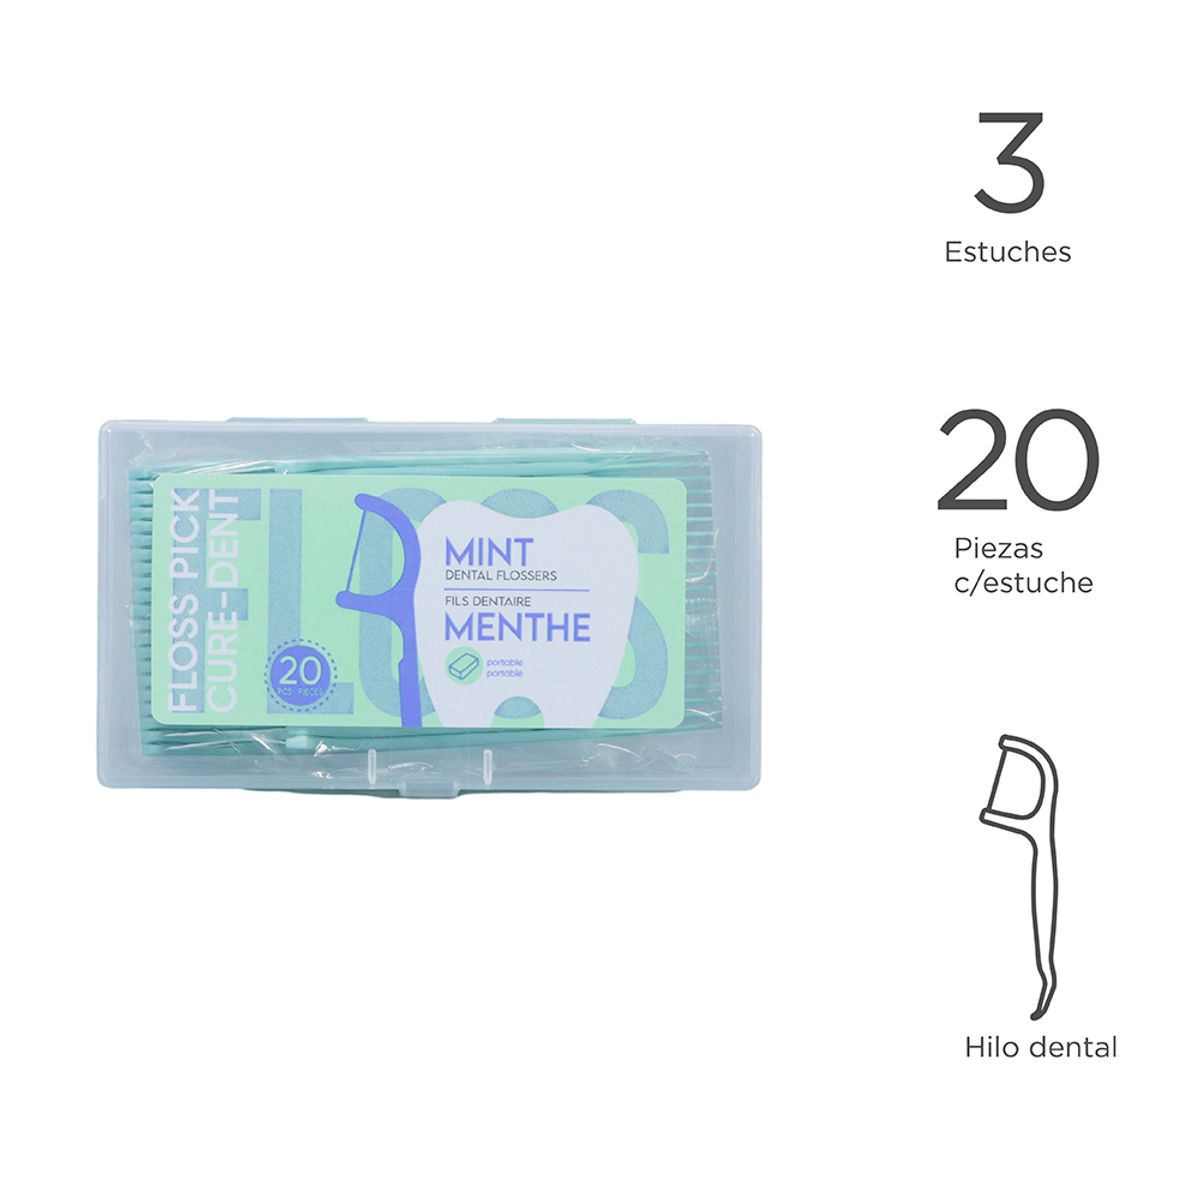 3
Estuches
20
Piezas
c/estuche
Hilo dental
FLOSS PICK
CURE-DENT
FLOSS
MINT
DENTAL FLOSSERS
FILS DENTAIRE
MENTHE
portable
portable
20
PCS PIECES